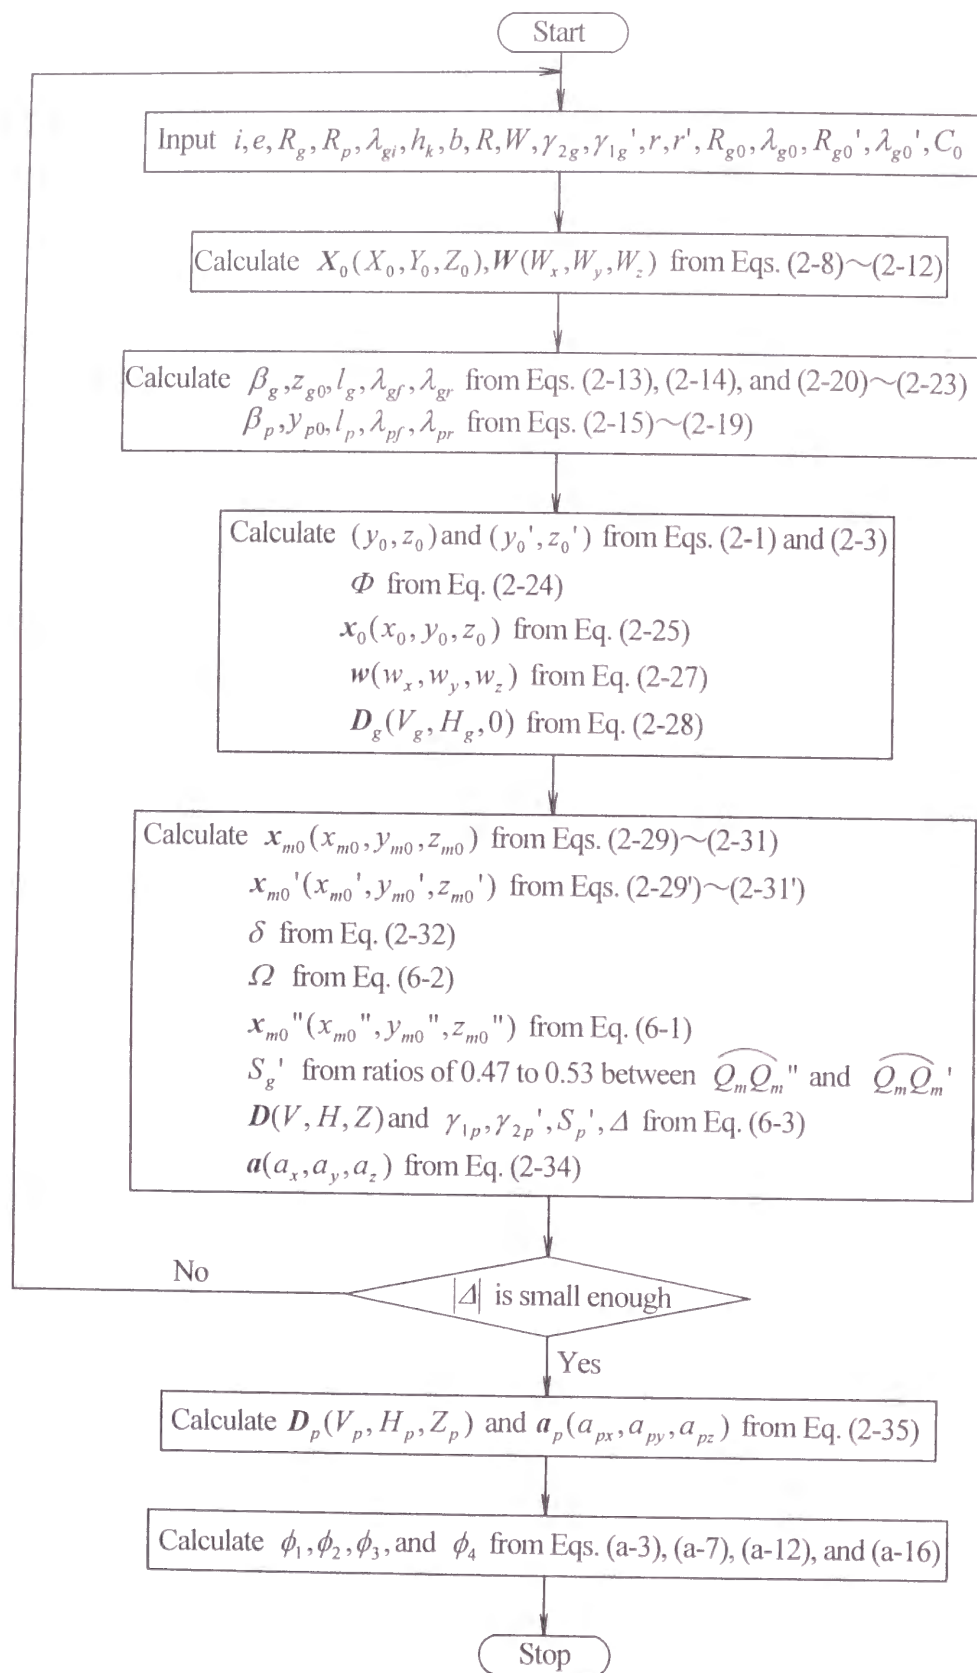 Start
Input i, e, R_g, R_p, λ_gi, h_k, b, R, W, γ_2g, γ_1g', r, r', R_g0, λ_g0, R_g0', λ_g0', C_0
Calculate X_0(X_0, Y_0, Z_0), W(W_x, W_y, W_z) from Eqs. (2-8)～(2-12)
Calculate β_g, z_g0, l_g, λ_gf, λ_gr from Eqs. (2-13), (2-14), and (2-20)～(2-23)
β_p, y_p0, l_p, λ_pf, λ_pr from Eqs. (2-15)～(2-19)
Calculate (y_0, z_0) and (y_0', z_0') from Eqs. (2-1) and (2-3)
Φ from Eq. (2-24)
x_0(x_0, y_0, z_0) from Eq. (2-25)
w(w_x, w_y, w_z) from Eq. (2-27)
D_g(V_g, H_g, 0) from Eq. (2-28)
Calculate x_m0(x_m0, y_m0, z_m0) from Eqs. (2-29)～(2-31)
x_m0'(x_m0', y_m0', z_m0') from Eqs. (2-29')～(2-31')
δ from Eq. (2-32)
Ω from Eq. (6-2)
x_m0"(x_m0", y_m0", z_m0") from Eq. (6-1)
S_g' from ratios of 0.47 to 0.53 between Q_mQ_m" and Q_mQ_m'
D(V, H, Z) and γ_1p, γ_2p', S_p', Δ from Eq. (6-3)
a(a_x, a_y, a_z) from Eq. (2-34)
No
|Δ| is small enough
Yes
Calculate D_p(V_p, H_p, Z_p) and a_p(a_px, a_py, a_pz) from Eq. (2-35)
Calculate ϕ_1, ϕ_2, ϕ_3, and ϕ_4 from Eqs. (a-3), (a-7), (a-12), and (a-16)
Stop